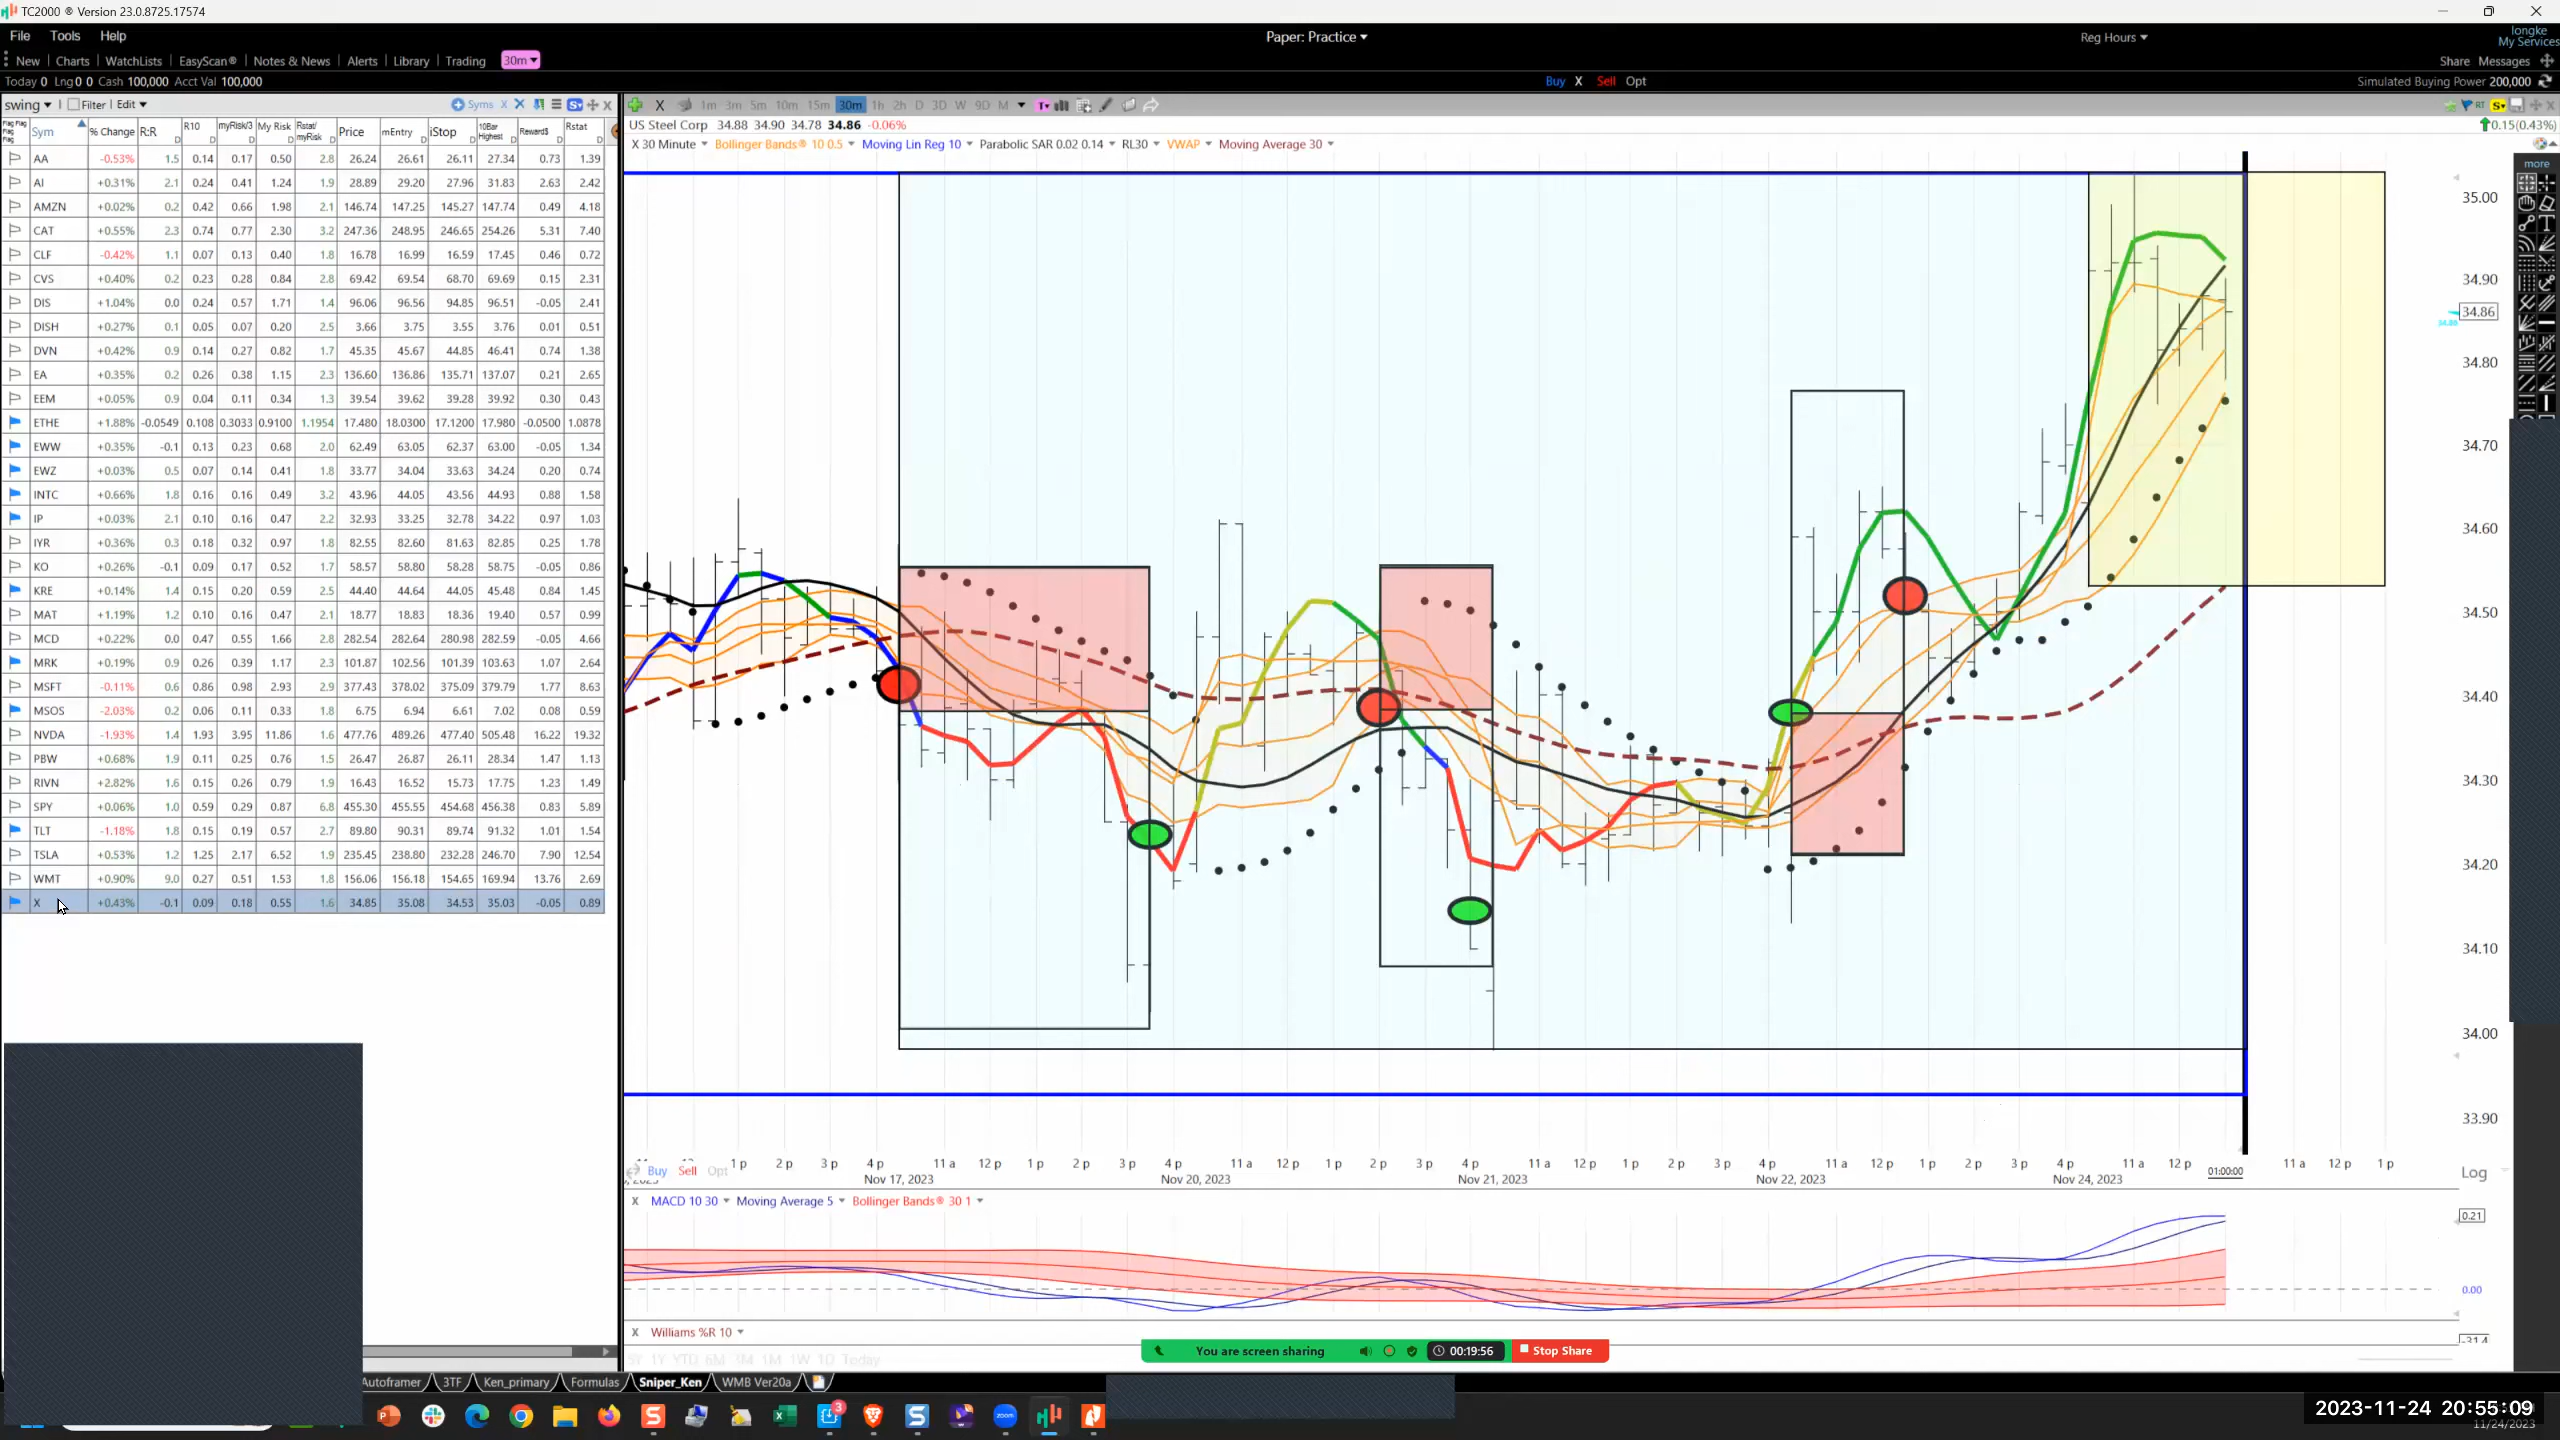 TC2000 ® Version 23.0.8725.17574
File Tools Help
Paper: Practice
Reg Hours
longke
My Services
New Charts WatchLists EasyScan® Notes & News Alerts Library Trading 30m
Share Messages
Today 0 Lng 0 0 Cash 100,000 Acct Val 100,000
Buy X Sell Opt
Simulated Buying Power 200,000
swing Filter Edit Syms X
X 1m 3m 5m 10m 15m 30m 1h 2h D 3D W 9D M
US Steel Corp 34.88 34.90 34.78 34.86 -0.06%
0.15(0.43%)
X 30 Minute Bollinger Bands® 10 0.5 Moving Lin Reg 10 Parabolic SAR 0.02 0.14 RL30 VWAP Moving Average 30
more
Sym % Change R:R R10 myRisk/3 My Risk Rstat/myRisk Price mEntry iStop 10Bar Highest Reward$ Rstat
AA -0.53% 1.5 0.14 0.17 0.50 2.8 26.24 26.61 26.11 27.34 0.73 1.39
AI +0.31% 2.1 0.24 0.41 1.24 1.9 28.89 29.20 27.96 31.83 2.63 2.42
AMZN +0.02% 0.2 0.42 0.66 1.98 2.1 146.74 147.25 145.27 147.74 0.49 4.18
CAT +0.55% 2.3 0.74 0.77 2.30 3.2 247.36 248.95 246.65 254.26 5.31 7.40
CLF -0.42% 1.1 0.07 0.13 0.40 1.8 16.78 16.99 16.59 17.45 0.46 0.72
CVS +0.40% 0.2 0.23 0.28 0.84 2.8 69.42 69.54 68.70 69.69 0.15 2.31
DIS +1.04% 0.0 0.24 0.57 1.71 1.4 96.06 96.56 94.85 96.51 -0.05 2.41
DISH +0.27% 0.1 0.05 0.07 0.20 2.5 3.66 3.75 3.55 3.76 0.01 0.51
DVN +0.42% 0.9 0.14 0.27 0.82 1.7 45.35 45.67 44.85 46.41 0.74 1.38
EA +0.35% 0.2 0.26 0.38 1.15 2.3 136.60 136.86 135.71 137.07 0.21 2.65
EEM +0.05% 0.9 0.04 0.11 0.34 1.3 39.54 39.62 39.28 39.92 0.30 0.43
ETHE +1.88% -0.0549 0.108 0.3033 0.9100 1.1954 17.480 18.0300 17.1200 17.980 -0.0500 1.0878
EWW +0.35% -0.1 0.13 0.23 0.68 2.0 62.49 63.05 62.37 63.00 -0.05 1.34
EWZ +0.03% 0.5 0.07 0.14 0.41 1.8 33.77 34.04 33.63 34.24 0.20 0.74
INTC +0.66% 1.8 0.16 0.16 0.49 3.2 43.96 44.05 43.56 44.93 0.88 1.58
IP +0.03% 2.1 0.10 0.16 0.47 2.2 32.93 33.25 32.78 34.22 0.97 1.03
IYR +0.36% 0.3 0.18 0.32 0.97 1.8 82.55 82.60 81.63 82.85 0.25 1.78
KO +0.26% -0.1 0.09 0.17 0.52 1.7 58.57 58.80 58.28 58.75 -0.05 0.86
KRE +0.14% 1.4 0.15 0.20 0.59 2.5 44.40 44.64 44.05 45.48 0.84 1.45
MAT +1.19% 1.2 0.10 0.16 0.47 2.1 18.77 18.83 18.36 19.40 0.57 0.99
MCD +0.22% 0.0 0.47 0.55 1.66 2.8 282.54 282.64 280.98 282.59 -0.05 4.66
MRK +0.19% 0.9 0.26 0.39 1.17 2.3 101.87 102.56 101.39 103.63 1.07 2.64
MSFT -0.11% 0.6 0.86 0.98 2.93 2.9 377.43 378.02 375.09 379.79 1.77 8.63
MSOS -2.03% 0.2 0.06 0.11 0.33 1.8 6.75 6.94 6.61 7.02 0.08 0.59
NVDA -1.93% 1.4 1.93 3.95 11.86 1.6 477.76 489.26 477.40 505.48 16.22 19.32
PBW +0.68% 1.9 0.11 0.25 0.76 1.5 26.47 26.87 26.11 28.34 1.47 1.13
RIVN +2.82% 1.6 0.15 0.26 0.79 1.9 16.43 16.52 15.73 17.75 1.23 1.49
SPY +0.06% 1.0 0.59 0.29 0.87 6.8 455.30 455.55 454.68 456.38 0.83 5.89
TLT -1.18% 1.8 0.15 0.19 0.57 2.7 89.80 90.31 89.74 91.32 1.01 1.54
TSLA +0.53% 1.2 1.25 2.17 6.52 1.9 235.45 238.80 232.28 246.70 7.90 12.54
WMT +0.90% 9.0 0.27 0.51 1.53 1.8 156.06 156.18 154.65 169.94 13.76 2.69
X +0.43% -0.1 0.09 0.18 0.55 1.6 34.85 35.08 34.53 35.03 -0.05 0.89
35.00
34.90
34.86
34.80
34.70
34.60
34.50
34.40
34.30
34.20
34.10
34.00
33.90
Log
1 p 2 p 3 p 4 p 11 a 12 p 1 p 2 p 3 p 4 p 11 a 12 p 1 p 2 p 3 p 4 p 11 a 12 p 1 p 2 p 3 p 4 p 11 a 12 p 1 p 2 p 3 p 4 p 11 a 12 p 01:00:00 11 a 12 p 1 p
Buy Sell Opt
Nov 17, 2023 Nov 20, 2023 Nov 21, 2023 Nov 22, 2023 Nov 24, 2023
X MACD 10 30 Moving Average 5 Bollinger Bands® 30 1
0.21
0.00
X Williams %R 10
5Y 1Y YTD 6M 3M 1M 1W 1D Today
You are screen sharing 00:19:56 Stop Share
Autoframer 3TF Ken_primary Formulas Sniper_Ken WMB Ver20a
3
zoom
2023-11-24 20:55:09
11/24/2023